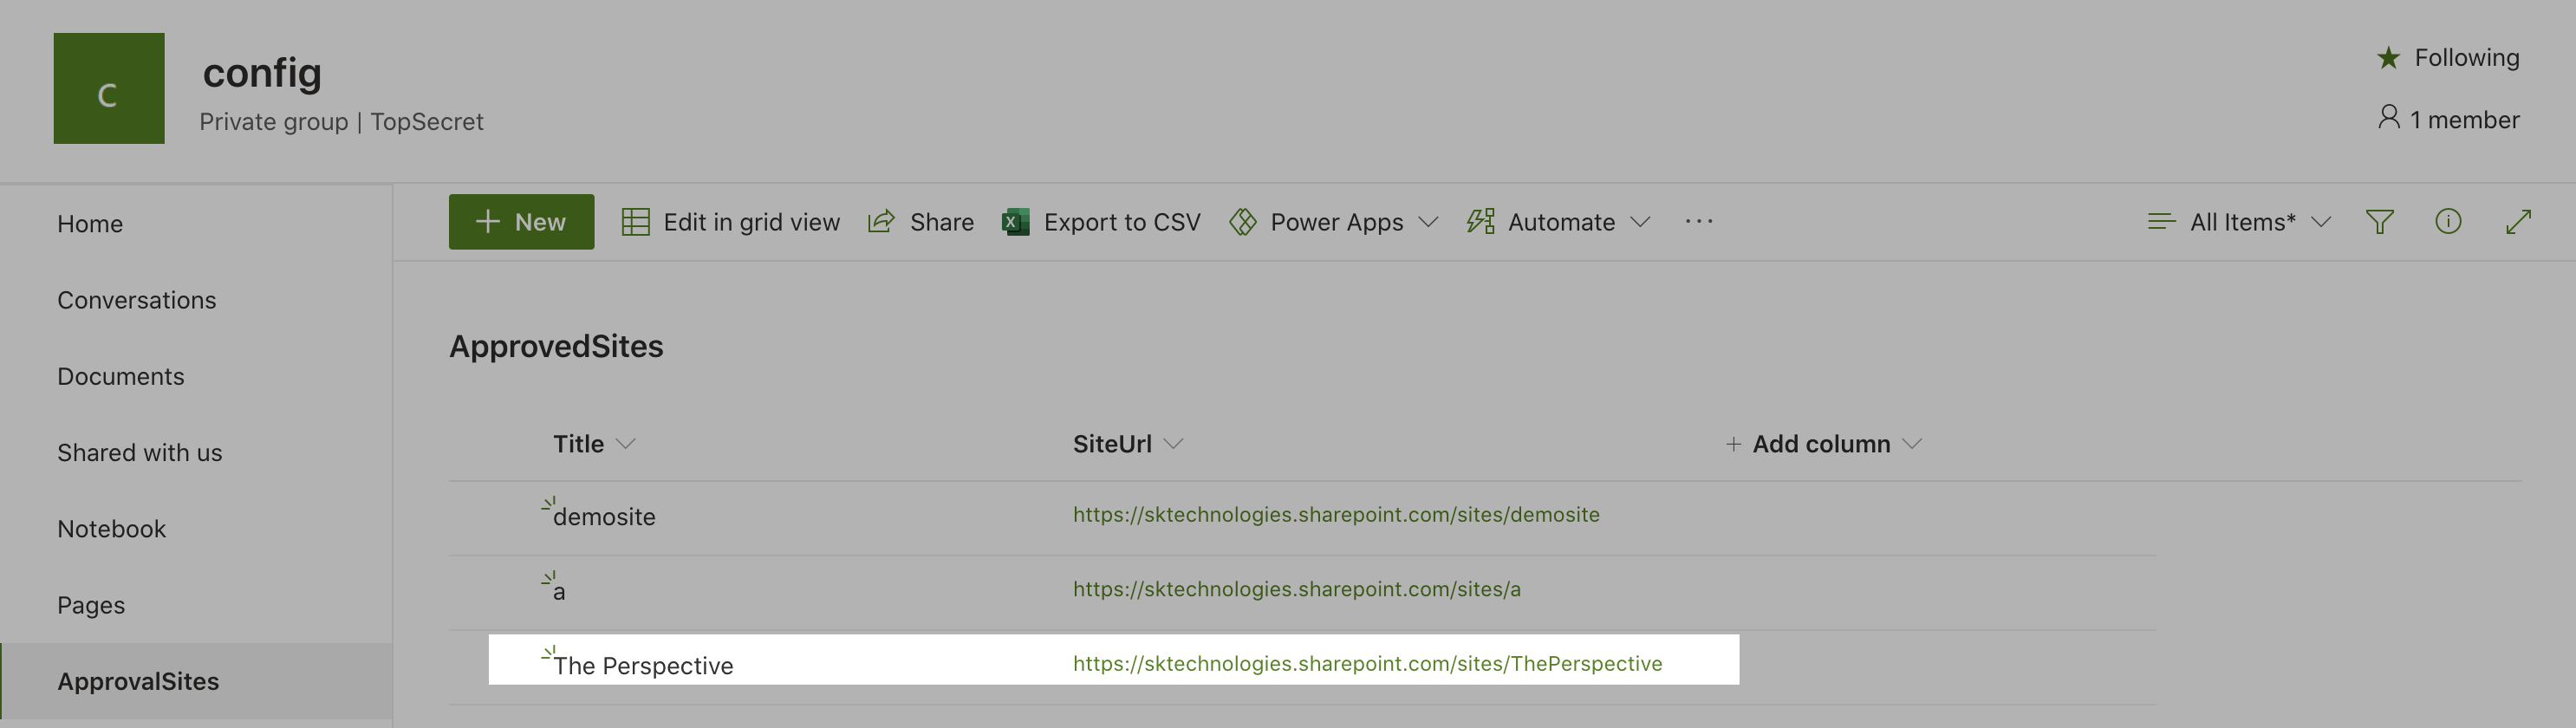 C
config
Private group | TopSecret
Following
1 member
Home
Conversations
Documents
Shared with us
Notebook
Pages
ApprovalSites
New Edit in grid view Share Export to CSV Power Apps Automate ··· All Items*
ApprovedSites
Title SiteUrl + Add column
demosite https://sktechnologies.sharepoint.com/sites/demosite
a https://sktechnologies.sharepoint.com/sites/a
The Perspective https://sktechnologies.sharepoint.com/sites/ThePerspective